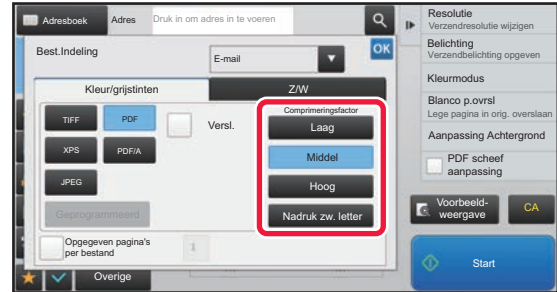 Adresboek
Adres
Druk in om adres in te voeren
Best.Indeling
E-mail
OK
Kleur/grijstinten
Z/W
TIFF
PDF
Versl.
XPS
PDF/A
JPEG
Geprogrammeerd
Comprimeringsfactor
Laag
Middel
Hoog
Nadruk zw. letter
Opgegeven pagina's
per bestand
1
Overige
Resolutie
Verzendresolutie wijzigen
Belichting
Verzendbelichting opgeven
Kleurmodus
Blanco p.ovrsl
Lege pagina in orig. overslaan
Aanpassing Achtergrond
PDF scheef
aanpassing
Voorbeeld-
weergave
CA
Start